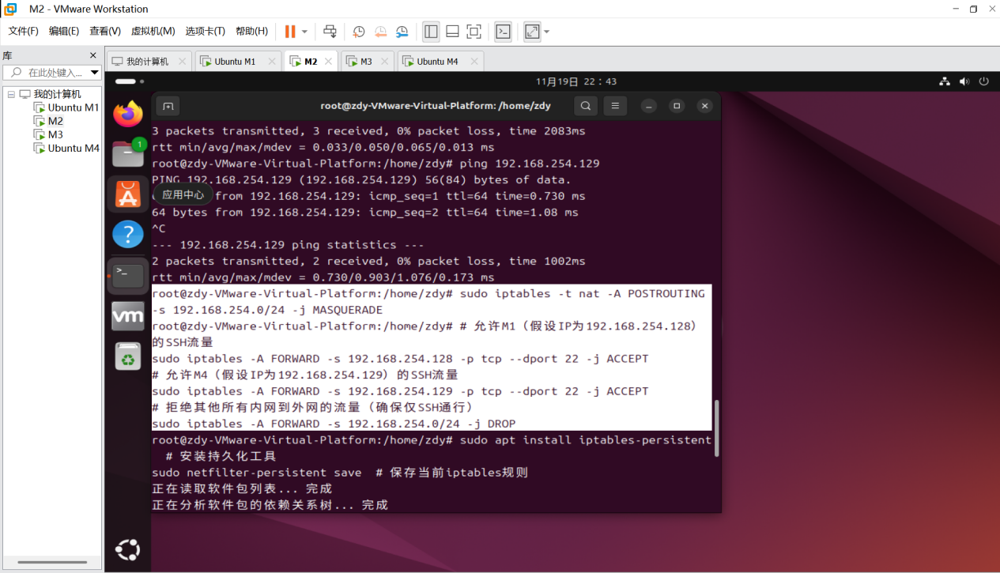 M2 - VMware Workstation
文件(F) 编辑(E) 查看(V) 虚拟机(M) 选项卡(T) 帮助(H)
库
我的计算机 Ubuntu M1 M2 M3 Ubuntu M4
在此处键入...
11月19日 22：43
我的计算机
Ubuntu M1
M2
M3
Ubuntu M4
root@zdy-VMware-Virtual-Platform: /home/zdy
3 packets transmitted, 3 received, 0% packet loss, time 2083ms
rtt min/avg/max/mdev = 0.033/0.050/0.065/0.013 ms
root@zdy-VMware-Virtual-Platform:/home/zdy# ping 192.168.254.129
PING 192.168.254.129 (192.168.254.129) 56(84) bytes of data.
应用中心
from 192.168.254.129: icmp_seq=1 ttl=64 time=0.730 ms
64 bytes from 192.168.254.129: icmp_seq=2 ttl=64 time=1.08 ms
^C
--- 192.168.254.129 ping statistics ---
2 packets transmitted, 2 received, 0% packet loss, time 1002ms
rtt min/avg/max/mdev = 0.730/0.903/1.076/0.173 ms
root@zdy-VMware-Virtual-Platform:/home/zdy# sudo iptables -t nat -A POSTROUTING
-s 192.168.254.0/24 -j MASQUERADE
root@zdy-VMware-Virtual-Platform:/home/zdy# # 允许M1（假设IP为192.168.254.128）
的SSH流量
sudo iptables -A FORWARD -s 192.168.254.128 -p tcp --dport 22 -j ACCEPT
# 允许M4（假设IP为192.168.254.129）的SSH流量
sudo iptables -A FORWARD -s 192.168.254.129 -p tcp --dport 22 -j ACCEPT
# 拒绝其他所有内网到外网的流量（确保仅SSH通行）
sudo iptables -A FORWARD -s 192.168.254.0/24 -j DROP
root@zdy-VMware-Virtual-Platform:/home/zdy# sudo apt install iptables-persistent
# 安装持久化工具
sudo netfilter-persistent save # 保存当前iptables规则
正在读取软件包列表... 完成
正在分析软件包的依赖关系树... 完成
1
?
>_
vm